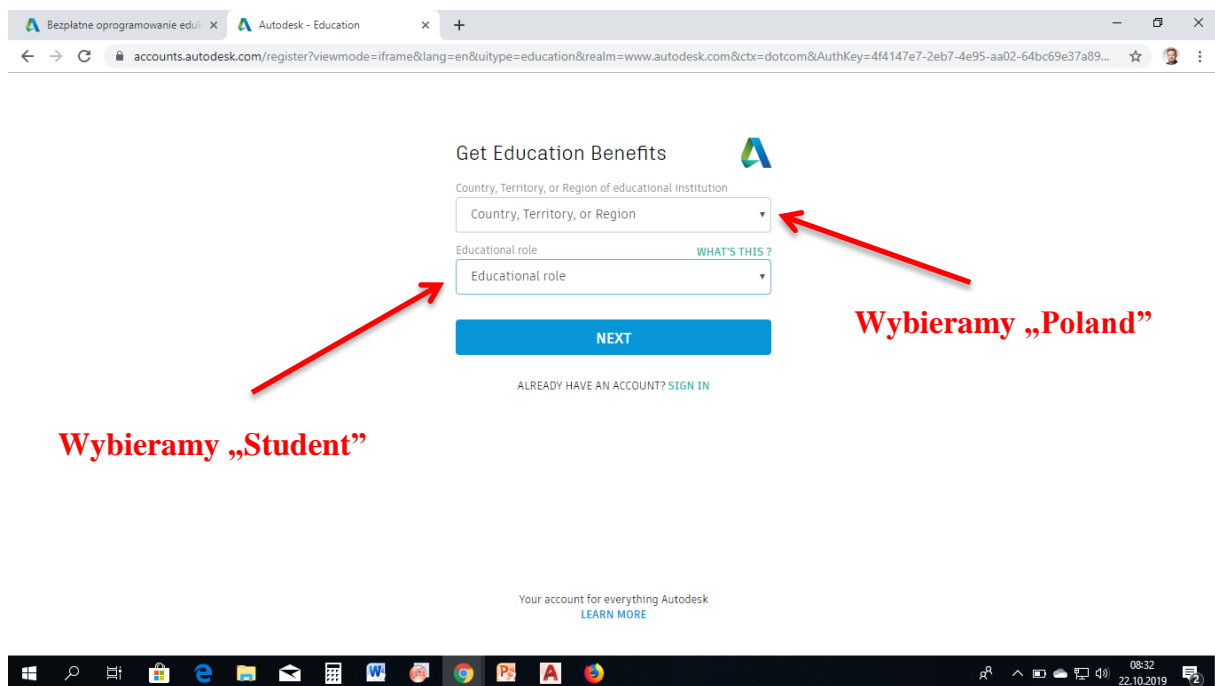 Bezpłatne oprogramowanie eduk
Autodesk - Education
accounts.autodesk.com/register?viewmode=iframe&lang=en&uitype=education&realm=www.autodesk.com&ctx=dotcom&AuthKey=4f4147e7-2eb7-4e95-aa02-64bc69e37a89...
Get Education Benefits
Country, Territory, or Region of educational institution
Country, Territory, or Region
Educational role
WHAT'S THIS ?
Educational role
Wybieramy „Poland”
NEXT
ALREADY HAVE AN ACCOUNT? SIGN IN
Wybieramy „Student”
Your account for everything Autodesk
LEARN MORE
08:32
22.10.2019
2